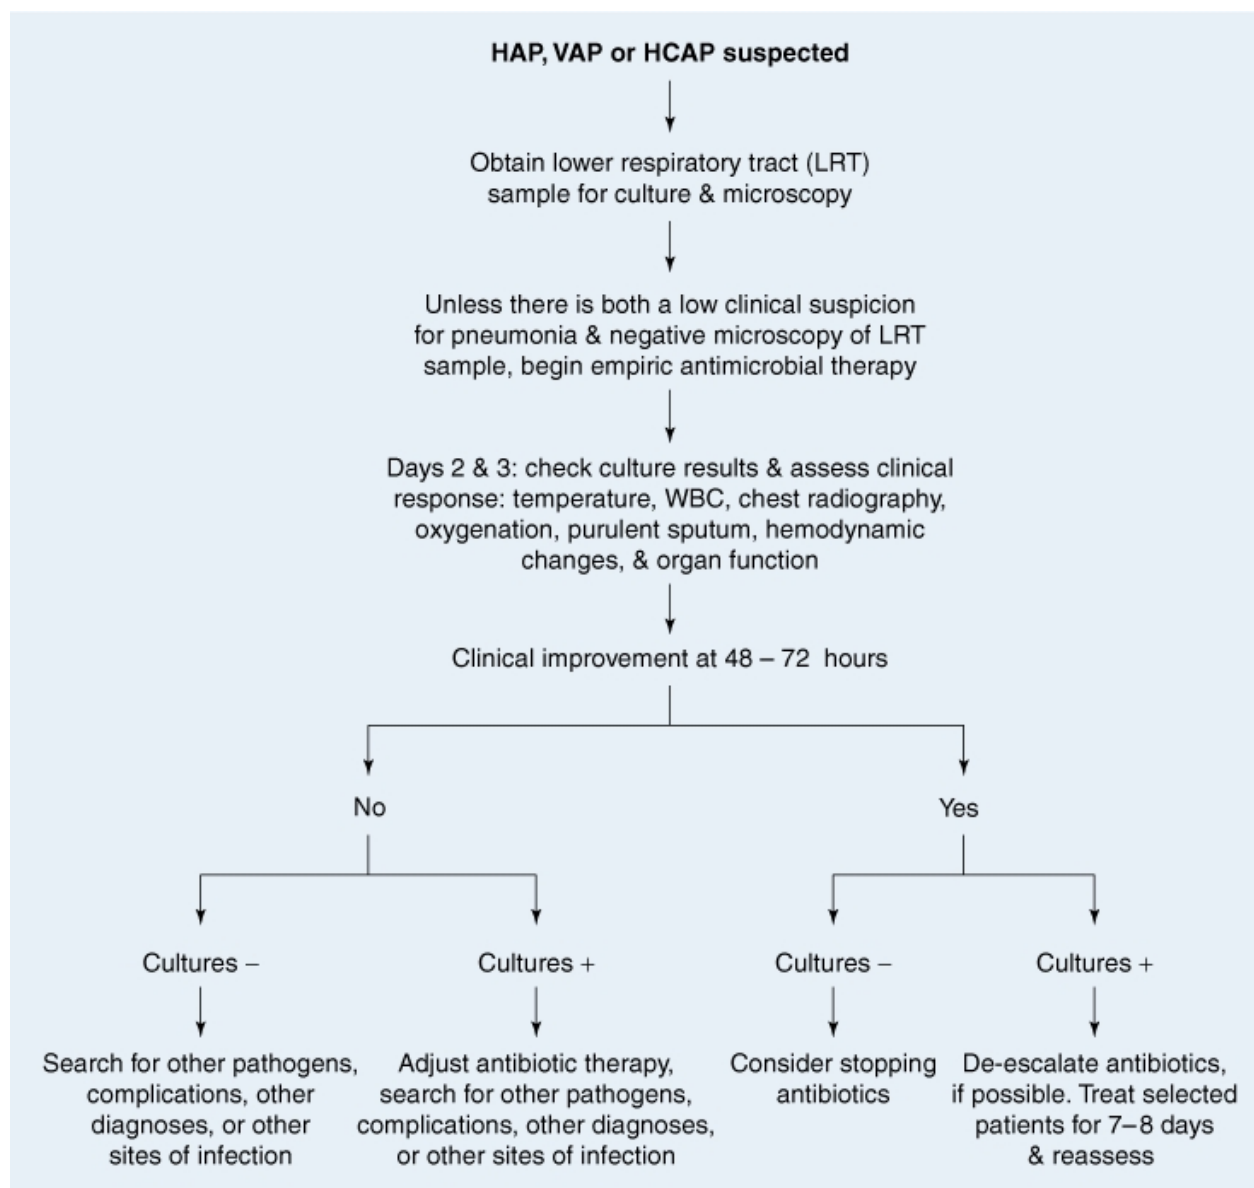 HAP, VAP or HCAP suspected
Obtain lower respiratory tract (LRT)
sample for culture & microscopy
Unless there is both a low clinical suspicion
for pneumonia & negative microscopy of LRT
sample, begin empiric antimicrobial therapy
Days 2 & 3: check culture results & assess clinical
response: temperature, WBC, chest radiography,
oxygenation, purulent sputum, hemodynamic
changes, & organ function
Clinical improvement at 48 – 72 hours
No
Yes
Cultures –
Cultures +
Cultures –
Cultures +
Search for other pathogens,
complications, other
diagnoses, or other
sites of infection
Adjust antibiotic therapy,
search for other pathogens,
complications, other diagnoses,
or other sites of infection
Consider stopping
antibiotics
De-escalate antibiotics,
if possible. Treat selected
patients for 7–8 days
& reassess